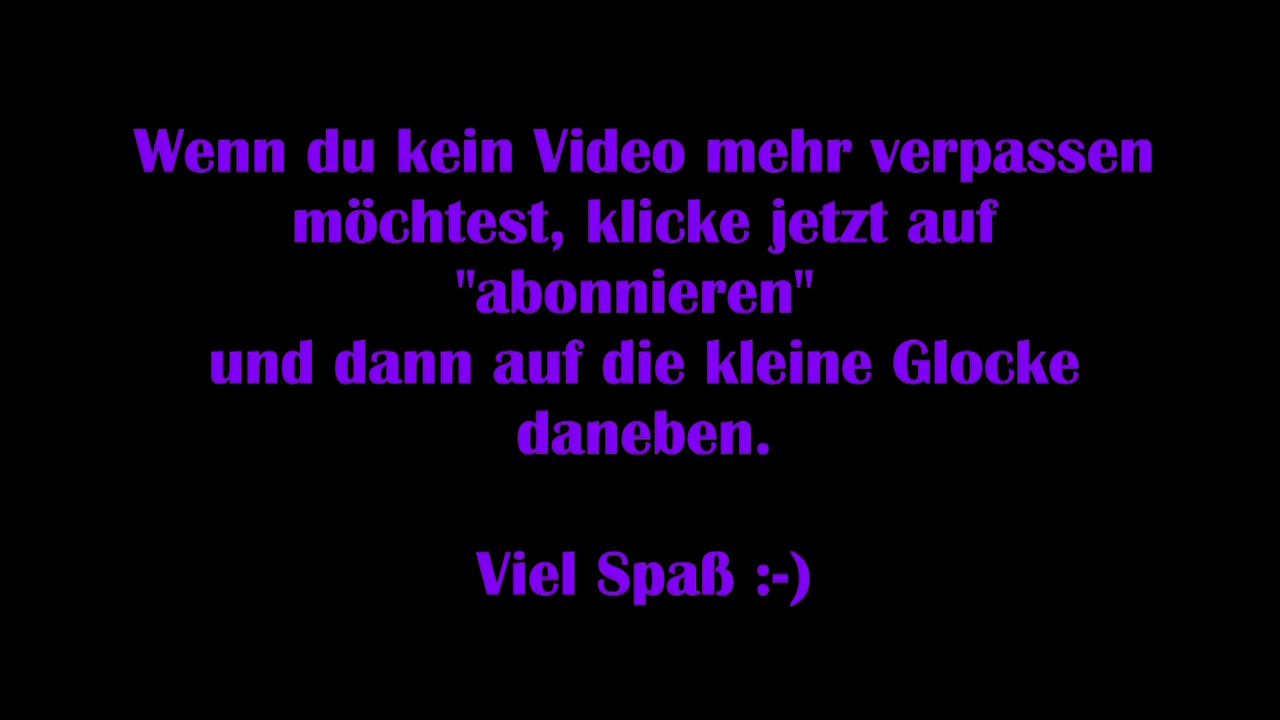 Wenn du kein Video mehr verpassen
möchtest, klicke jetzt auf
"abonnieren"
und dann auf die kleine Glocke
daneben.
Viel Spaß :-)